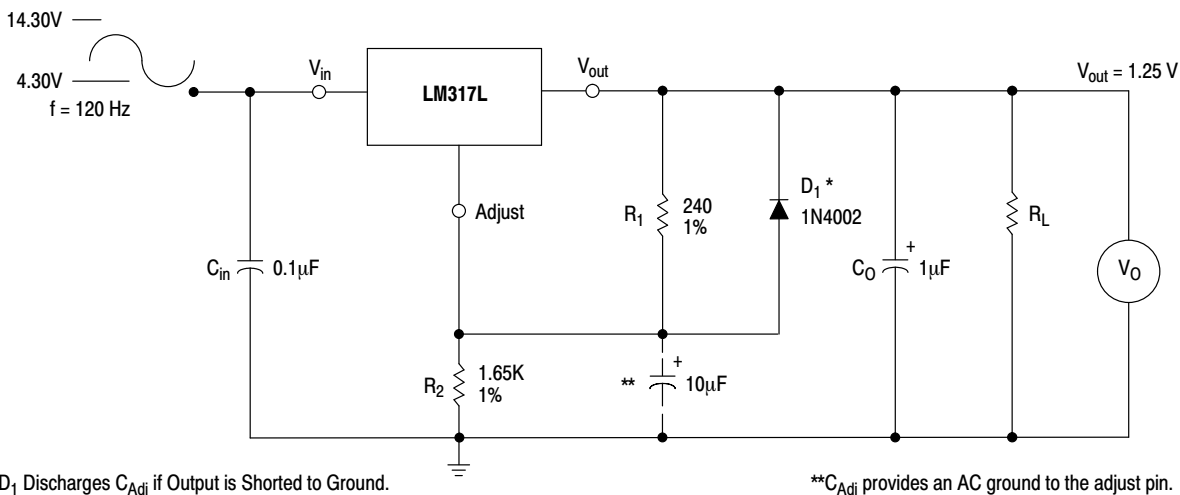 14.30V
4.30V
f = 120 Hz
Vin
LM317L
Vout
Vout = 1.25 V
Adjust
Cin
0.1μF
R1
240
1%
D1 *
1N4002
CO
+
1μF
RL
VO
R2
1.65K
1%
**
+
10μF
D1 Discharges CAdj if Output is Shorted to Ground.
**CAdj provides an AC ground to the adjust pin.